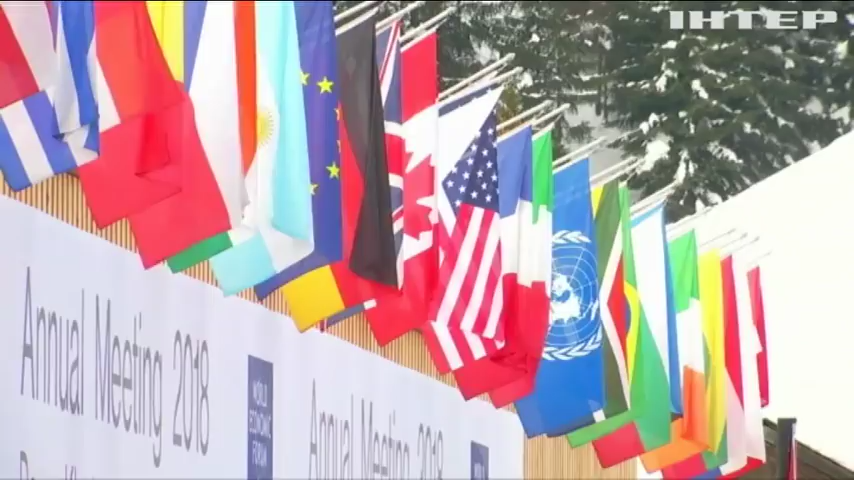 ІНТЕР
Annual Meeting 2018
WORLD
ECONOMIC
FORUM
Annual Meeting 2018